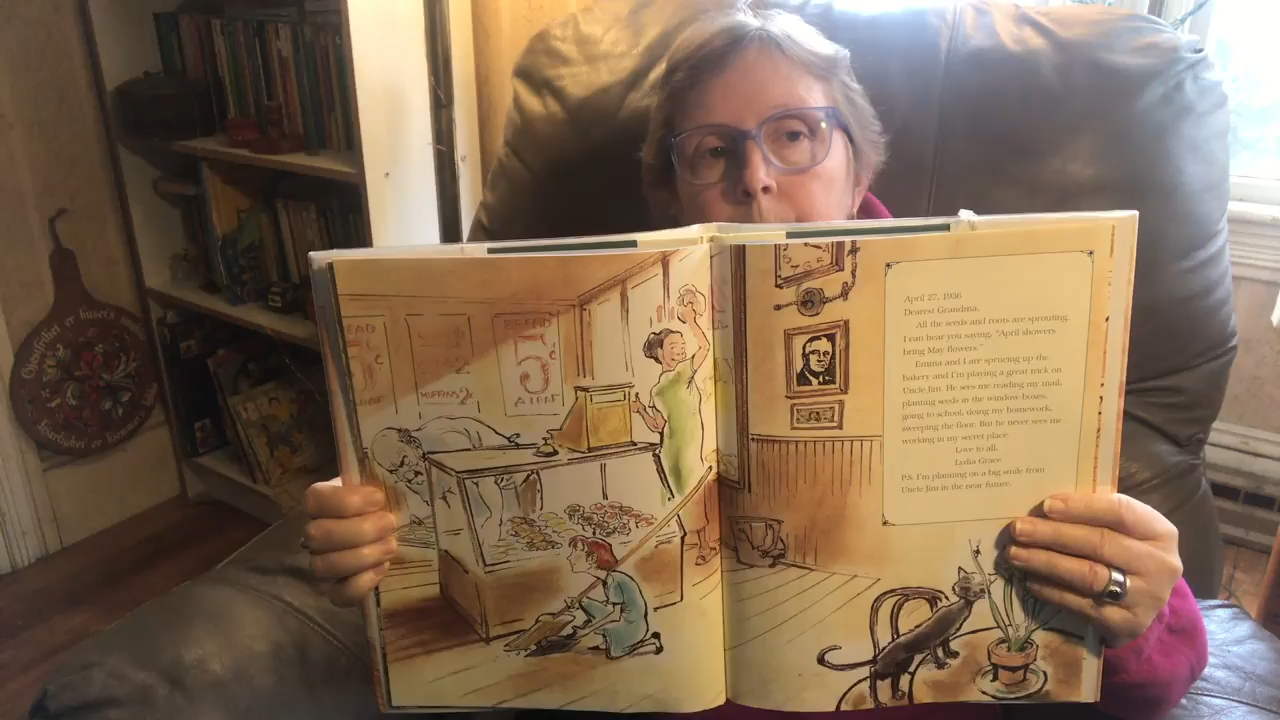 BREAD
5¢
A LOAF
MUFFINS 2¢
EAD
5¢
LOAF
April 27, 1936
Dearest Grandma,
All the seeds and roots are sprouting.
I can hear you saying, "April showers
bring May flowers."
Emma and I are sprucing up the
bakery and I'm playing a great trick on
Uncle Jim. He sees me reading my mail,
planting seeds in the window boxes,
going to school, doing my homework,
sweeping the floor. But he never sees me
working in my secret place.
Love to all,
Lydia Grace
P.S. I'm planning on a big smile from
Uncle Jim in the near future.